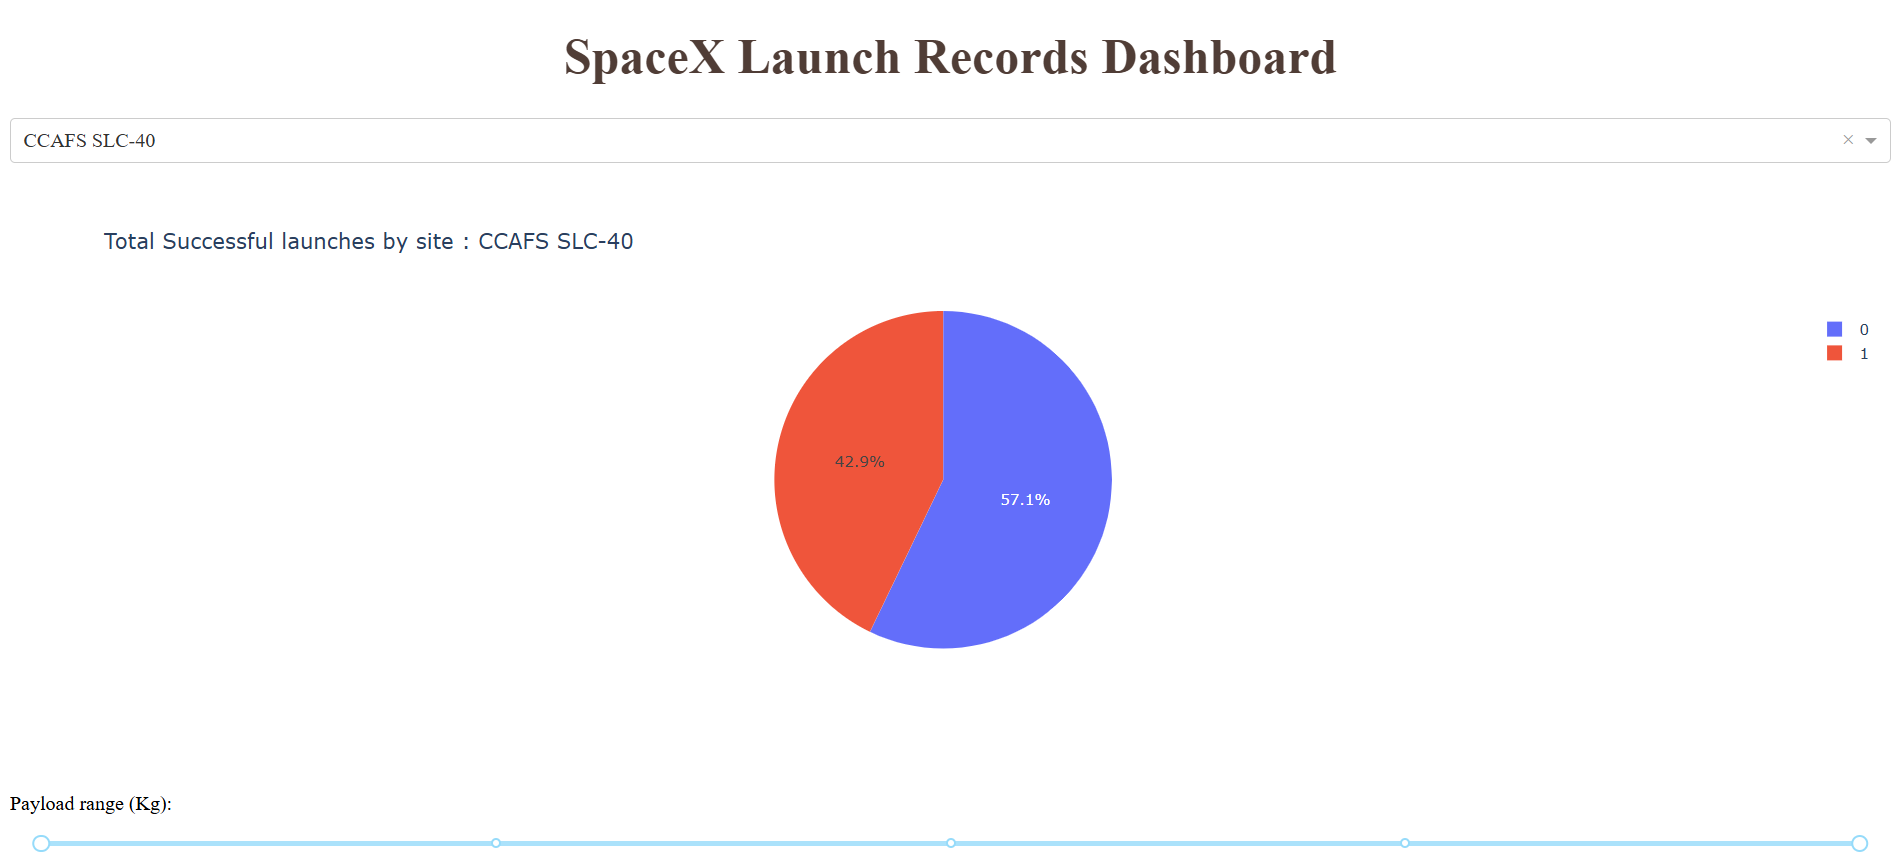 SpaceX Launch Records Dashboard
CCAFS SLC-40
Total Successful launches by site : CCAFS SLC-40
0
1
42.9%
57.1%
Payload range (Kg):